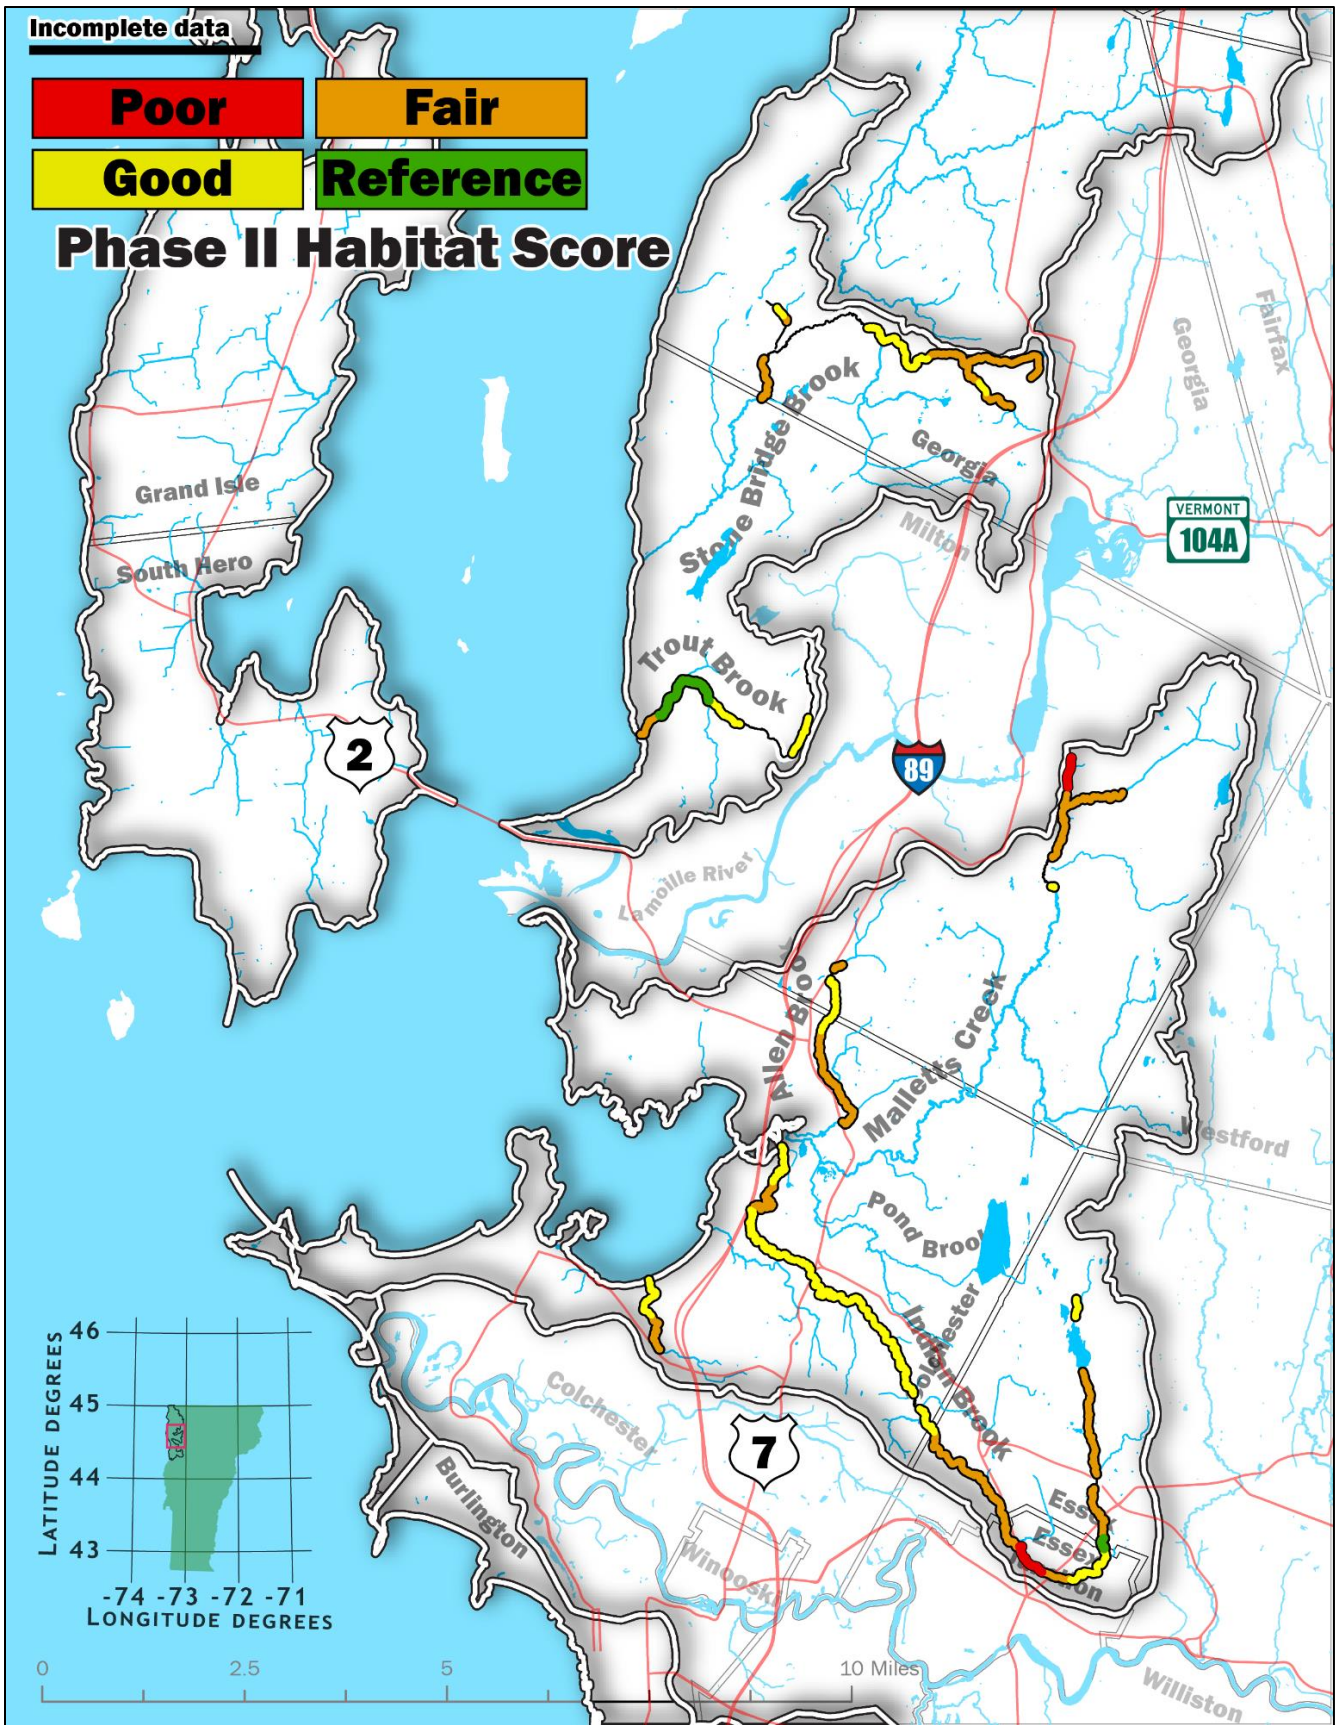 Incomplete data
Poor
Fair
Good
Reference
Phase II Habitat Score
Fairfax
Georgia
Stone Bridge Brook
Georgia
Grand Isle
Milton
VERMONT
104A
South Hero
Trout Brook
2
89
Lamoille River
Allen Brook
Malletts Creek
Westford
Pond Brook
Colchester
Indian Brook
46
45
44
43
LATITUDE DEGREES
-74 -73 -72 -71
LONGITUDE DEGREES
Colchester
7
Burlington
Essex
Essex
Junction
Winooski
Williston
0 2.5 5 10 Miles